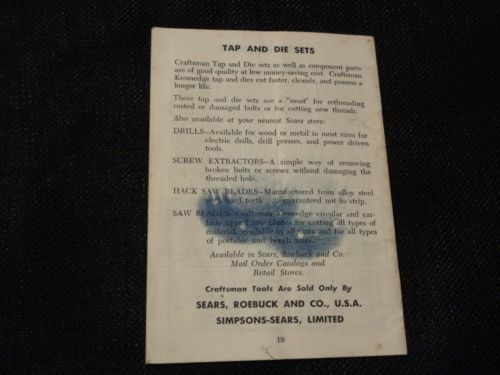 TAP AND DIE SETS
Craftsman Tap and Die sets as well as component parts
are of good quality at low money-saving cost. Craftsman
Kromedge tap and dies cut faster, cleaner, and possess a
longer life.
These tap and die sets are a "must" for rethreading
rusted or damaged bolts or for cutting new threads.
Also available at your nearest Sears store:
DRILLS—Available for wood or metal in most sizes for
electric drills, drill presses, and power driven
tools.
SCREW EXTRACTORS—A simple way of removing
broken bolts or screws without damaging the
threaded hole.
HACK SAW BLADES—Manufactured from alloy steel
hard teeth guaranteed not to strip.
SAW BLADES—Craftsman Kromedge circular and car-
bide tipped saw blades for cutting all types of
material, available in all sizes and for all types
of portable and bench saws.
Available in Sears, Roebuck and Co.
Mail Order Catalogs and
Retail Stores.
Craftsman Tools Are Sold Only By
SEARS, ROEBUCK AND CO., U.S.A.
SIMPSONS-SEARS, LIMITED
19